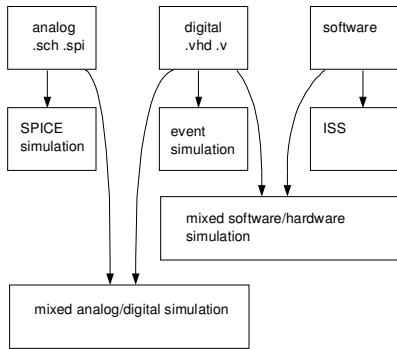 analog
.sch .spi
digital
.vhd .v
software
SPICE
simulation
event
simulation
ISS
mixed software/hardware
simulation
mixed analog/digital simulation